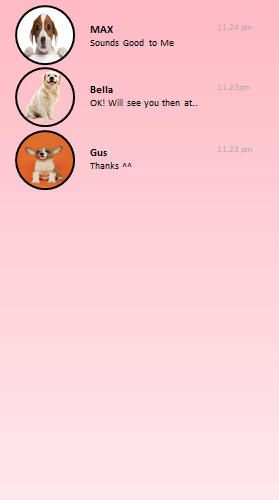 MAX 11.24 pm
Sounds Good to Me
Bella 11.23pm
OK! Will see you then at..
Gus 11.23 pm
Thanks ^^